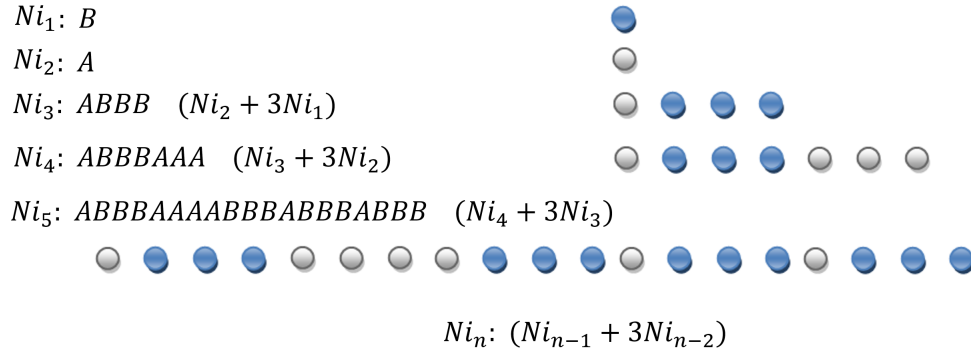 Ni₁: B
Ni₂: A
Ni₃: ABBB (Ni₂ + 3Ni₁)
Ni₄: ABBBAAA (Ni₃ + 3Ni₂)
Ni₅: ABBBAAAABBBABBBABBB (Ni₄ + 3Ni₃)
Niₙ: (Niₙ₋₁ + 3Niₙ₋₂)